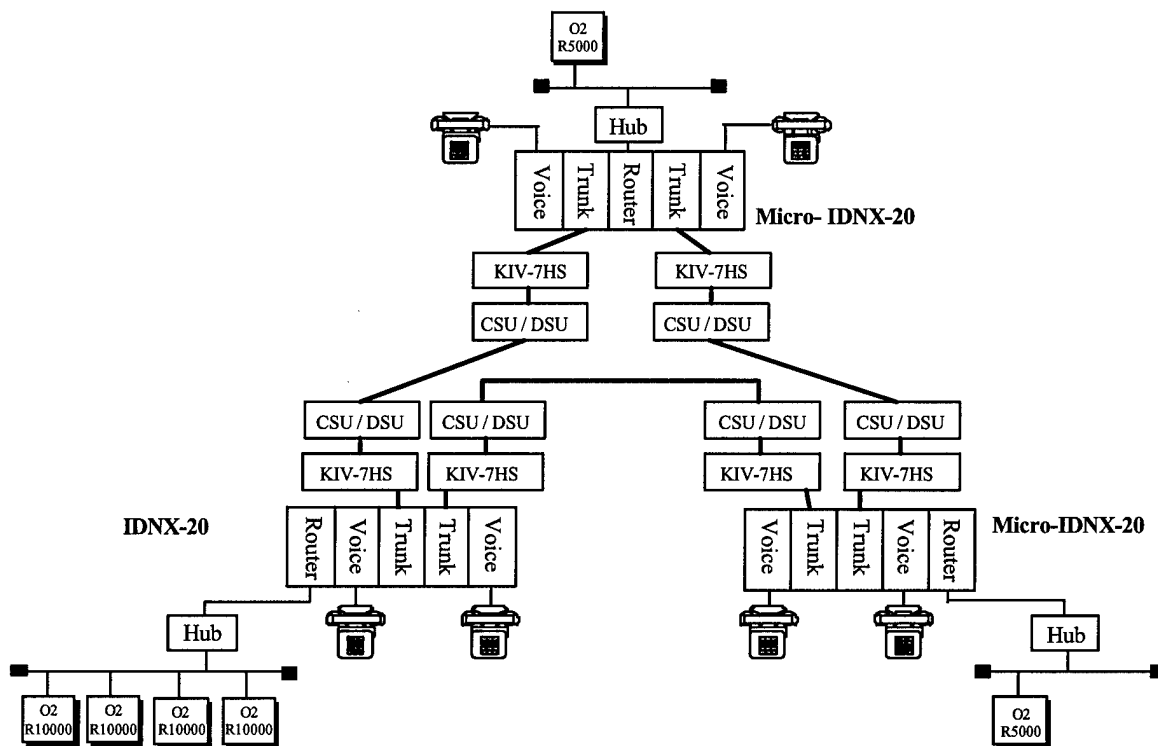 O2
R5000
Hub
Voice
Trunk
Router
Trunk
Voice
Micro- IDNX-20
KIV-7HS
KIV-7HS
CSU / DSU
CSU / DSU
CSU / DSU
CSU / DSU
CSU / DSU
CSU / DSU
KIV-7HS
KIV-7HS
KIV-7HS
KIV-7HS
IDNX-20
Router
Voice
Trunk
Trunk
Voice
Voice
Trunk
Trunk
Voice
Router
Micro-IDNX-20
Hub
Hub
O2
R10000
O2
R10000
O2
R10000
O2
R10000
O2
R5000